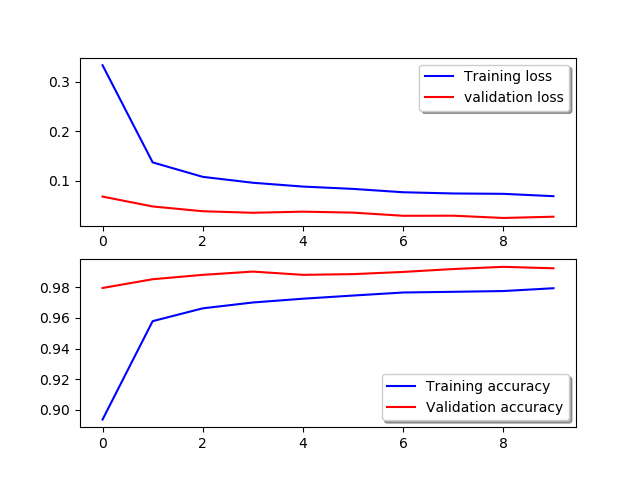 0.3
0.2
0.1
Training loss
validation loss
0 2 4 6 8
0.98
0.96
0.94
0.92
0.90
Training accuracy
Validation accuracy
0 2 4 6 8